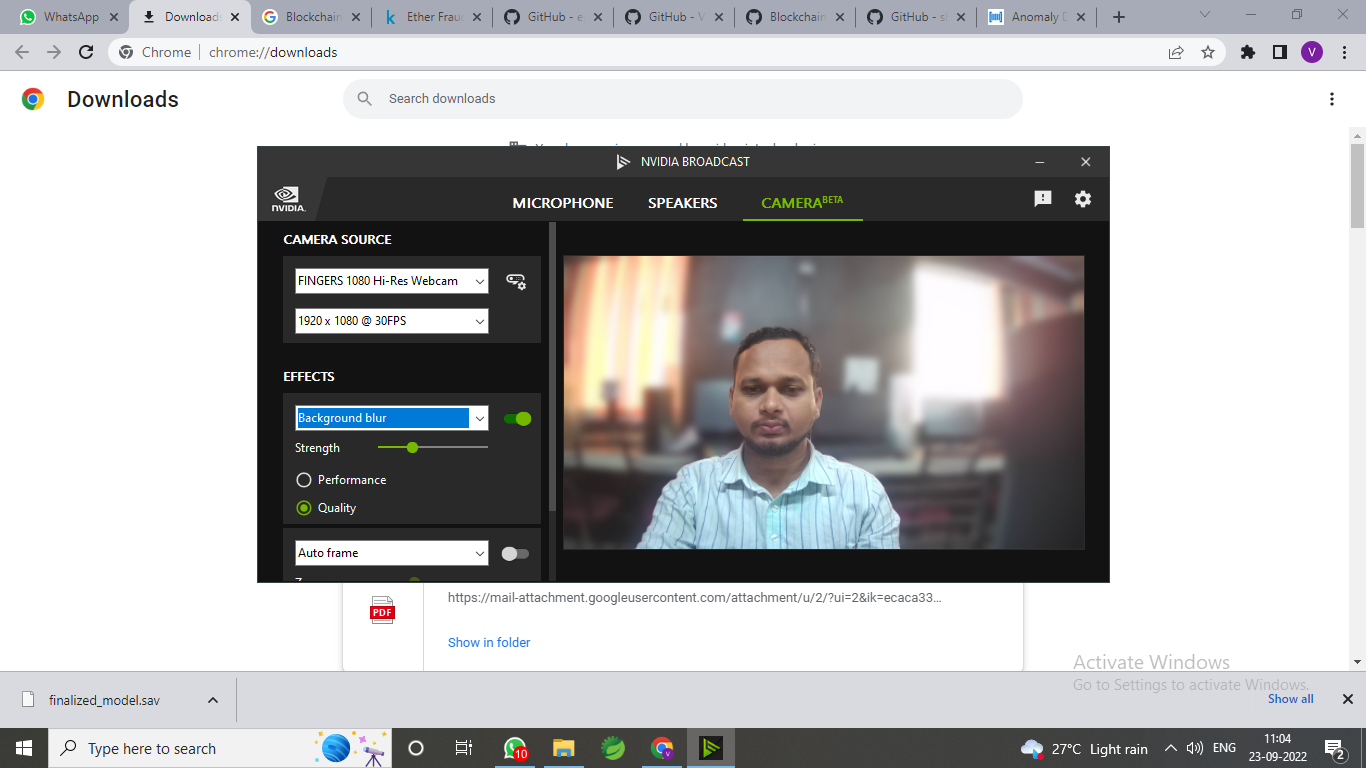 WhatsApp
Downloads
Blockchain
Ether Frau
GitHub - e
GitHub - V
Blockchain
GitHub - sl
Anomaly D
Chrome
chrome://downloads
V
Downloads
Search downloads
NVIDIA BROADCAST
NVIDIA.
MICROPHONE
SPEAKERS
CAMERA BETA
CAMERA SOURCE
FINGERS 1080 Hi-Res Webcam
1920 x 1080 @ 30FPS
EFFECTS
Background blur
Strength
Performance
Quality
Auto frame
PDF
https://mail-attachment.googleusercontent.com/attachment/u/2/?ui=2&ik=ecaca33…
Show in folder
Activate Windows
Go to Settings to activate Windows.
finalized_model.sav
Show all
Type here to search
10
V
27°C Light rain
ENG
11:04
23-09-2022
2